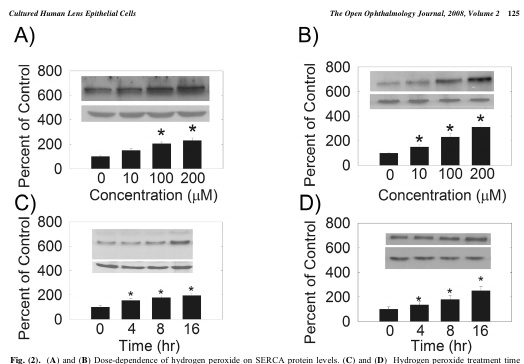 Cultured Human Lens Epithelial Cells
The Open Ophthalmology Journal, 2008, Volume 2 125
A)
Percent of Control
800
600
400
200
0
* *
0 10 100 200
Concentration (μM)
B)
Percent of Control
800
600
400
200
0
* * *
0 10 100 200
Concentration (μM)
C)
Percent of Control
800
600
400
200
0
* * *
0 4 8 16
Time (hr)
D)
Percent of Control
800
600
400
200
0
* * *
0 4 8 16
Time (hr)
Fig. (2). (A) and (B) Dose-dependence of hydrogen peroxide on SERCA protein levels. (C) and (D) Hydrogen peroxide treatment time